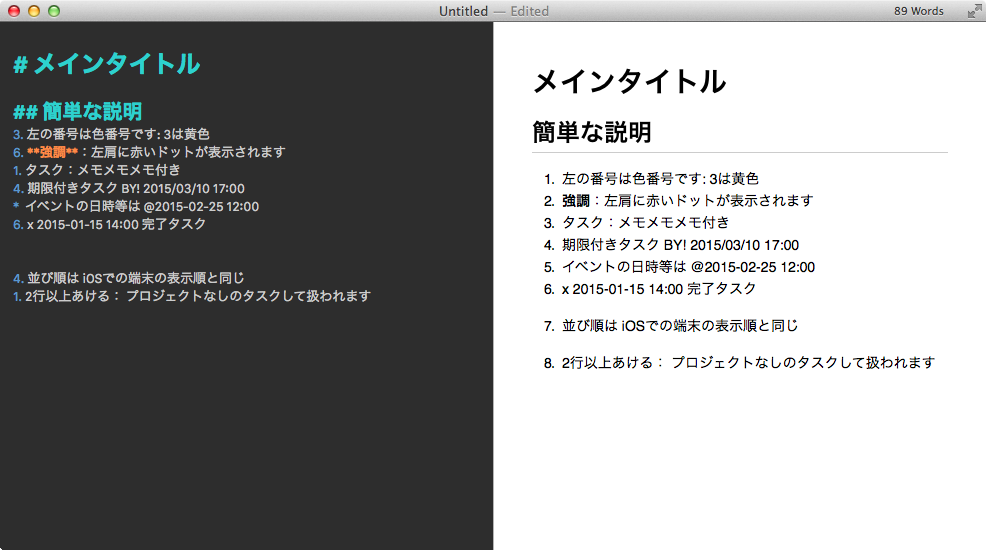 Untitled — Edited
89 Words
# メインタイトル
## 簡単な説明
3. 左の番号は色番号です: 3は黄色
6. **強調**：左肩に赤いドットが表示されます
1. タスク：メモメモメモ付き
4. 期限付きタスク BY! 2015/03/10 17:00
* イベントの日時等は @2015-02-25 12:00
6. x 2015-01-15 14:00 完了タスク
4. 並び順は iOSでの端末の表示順と同じ
1. 2行以上あける： プロジェクトなしのタスクして扱われます
メインタイトル
簡単な説明
1. 左の番号は色番号です: 3は黄色
2. 強調：左肩に赤いドットが表示されます
3. タスク：メモメモメモ付き
4. 期限付きタスク BY! 2015/03/10 17:00
5. イベントの日時等は @2015-02-25 12:00
6. x 2015-01-15 14:00 完了タスク
7. 並び順は iOSでの端末の表示順と同じ
8. 2行以上あける： プロジェクトなしのタスクして扱われます